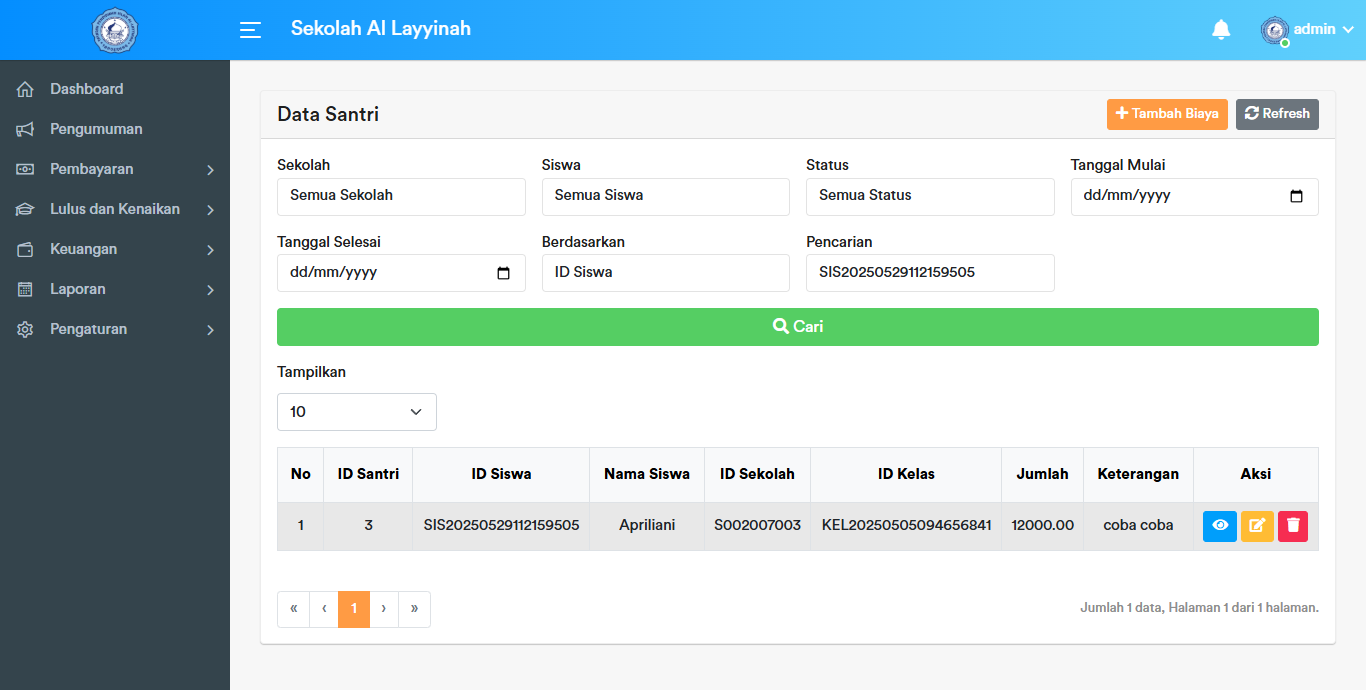 Sekolah Al Layyinah
admin
Dashboard
Pengumuman
Pembayaran
Lulus dan Kenaikan
Keuangan
Laporan
Pengaturan
Data Santri
Tambah Biaya
Refresh
Sekolah Siswa Status Tanggal Mulai
Semua Sekolah Semua Siswa Semua Status dd/mm/yyyy
Tanggal Selesai Berdasarkan Pencarian
dd/mm/yyyy ID Siswa SIS20250529112159505
Cari
Tampilkan
10
No ID Santri ID Siswa Nama Siswa ID Sekolah ID Kelas Jumlah Keterangan Aksi
1 3 SIS20250529112159505 Apriliani S002007003 KEL20250505094656841 12000.00 coba coba
« ‹ 1 › »
Jumlah 1 data, Halaman 1 dari 1 halaman.